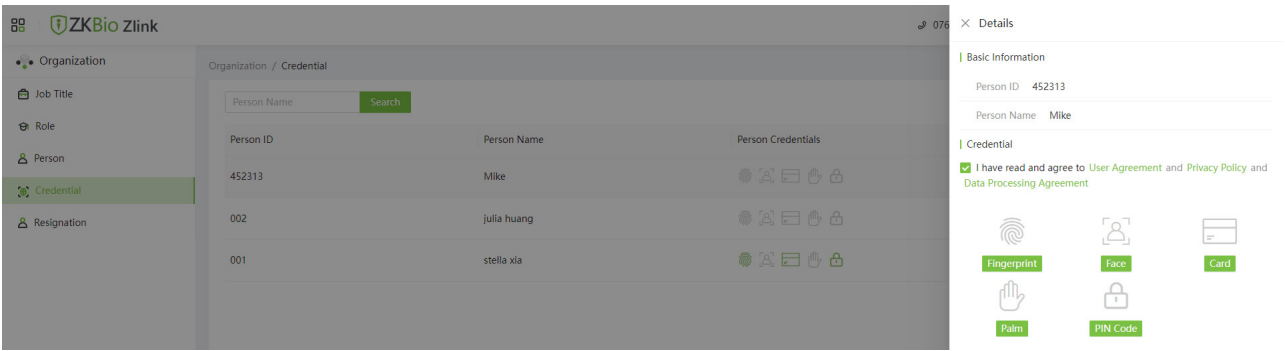 ZKBio Zlink
076
Organization
Job Title
Role
Person
Credential
Resignation
Organization / Credential
Person Name
Search
Person ID Person Name Person Credentials
452313 Mike
002 julia huang
001 stella xia
Details
Basic Information
Person ID 452313
Person Name Mike
Credential
I have read and agree to User Agreement and Privacy Policy and
Data Processing Agreement
Fingerprint Face Card
Palm PIN Code